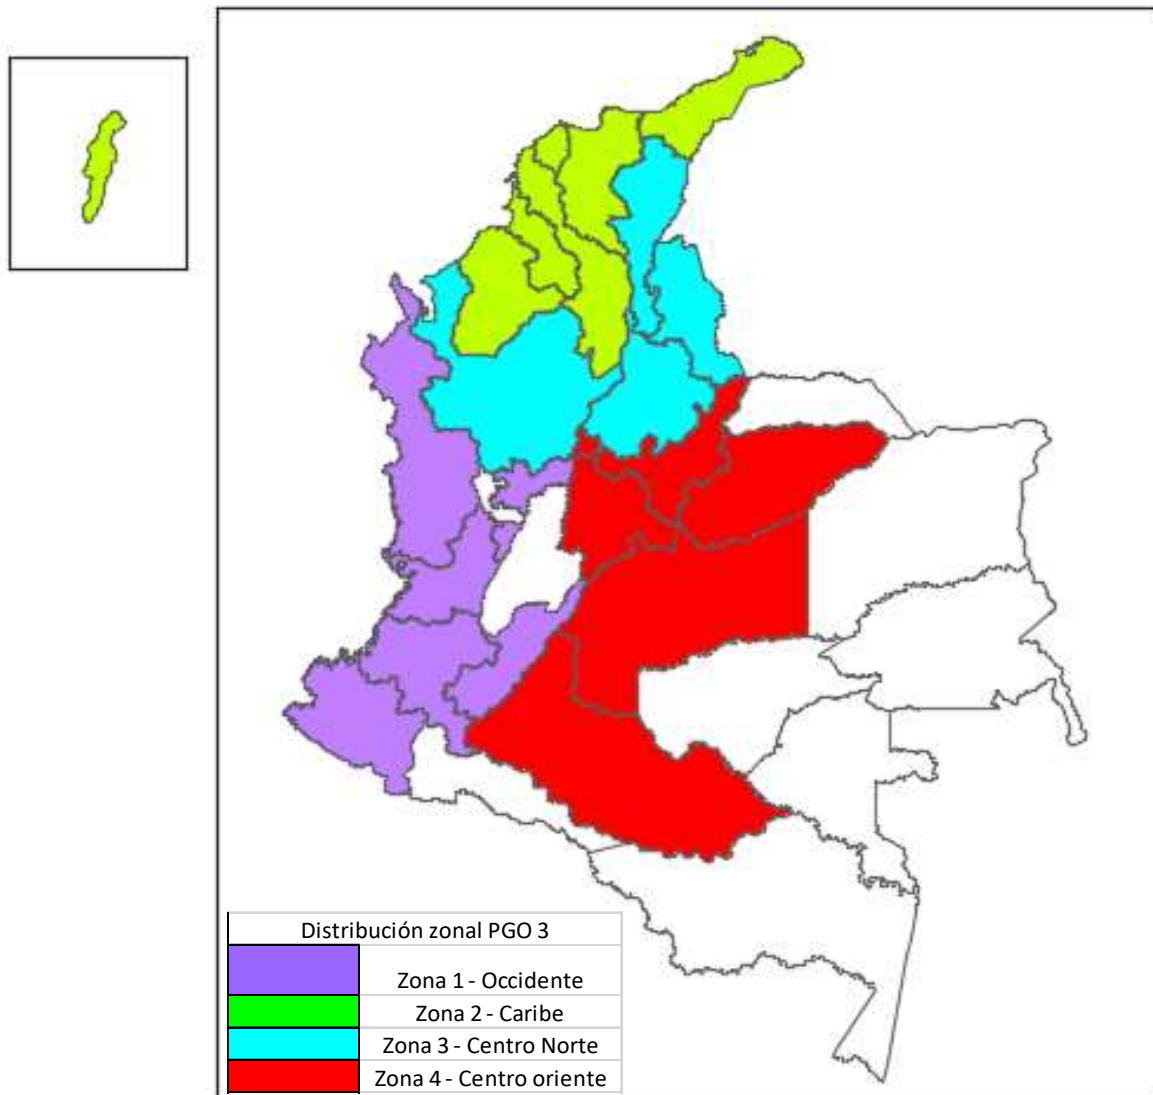 Distribución zonal PGO 3
Zona 1 - Occidente
Zona 2 - Caribe
Zona 3 - Centro Norte
Zona 4 - Centro oriente